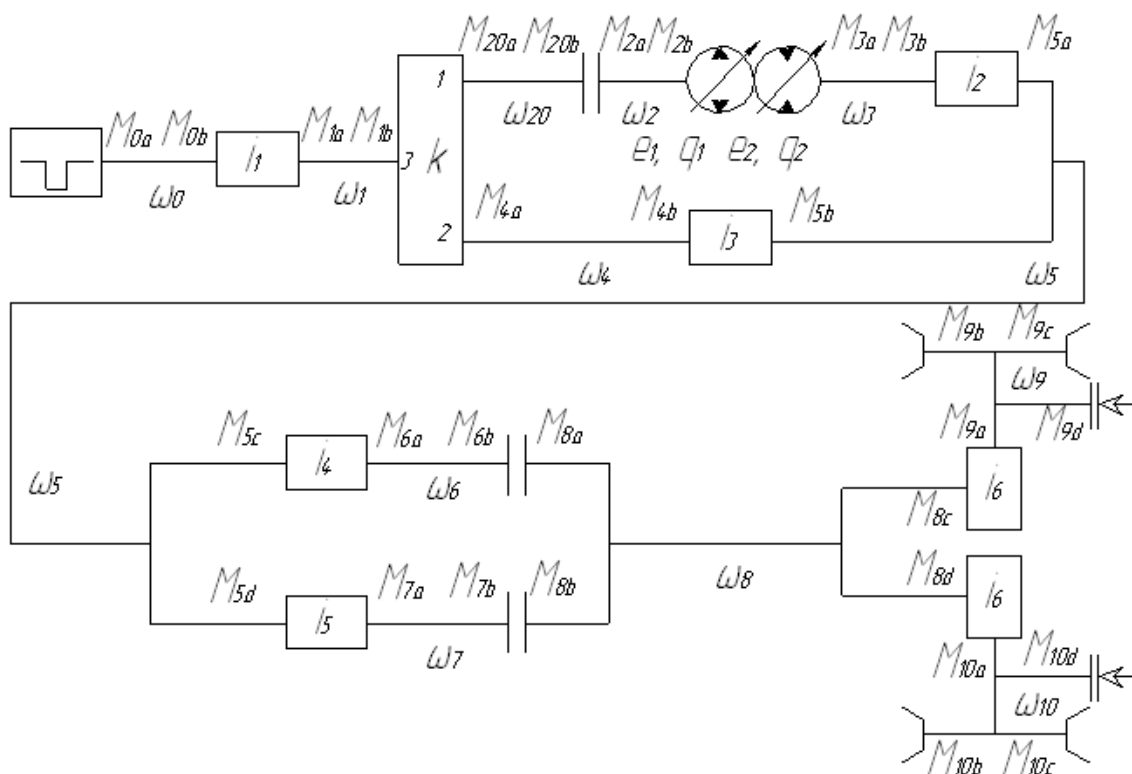 M20a M20b M2a M2b M3a M3b M5a
1 i2
ω20 ω2 ω3
M0a M0b M1a M1b
i1 3 k e1, q1 e2, q2
ω0 ω1
M4a M4b M5b
2 i3
ω4 ω5
M9b M9c
ω9
M5c M6a M6b M8a M9a M9d
i4
ω5 ω6 i6
M8c
ω8
M5d M7a M7b M8b M8d
i5 i6
ω7
M10a M10d
ω10
M10b M10c